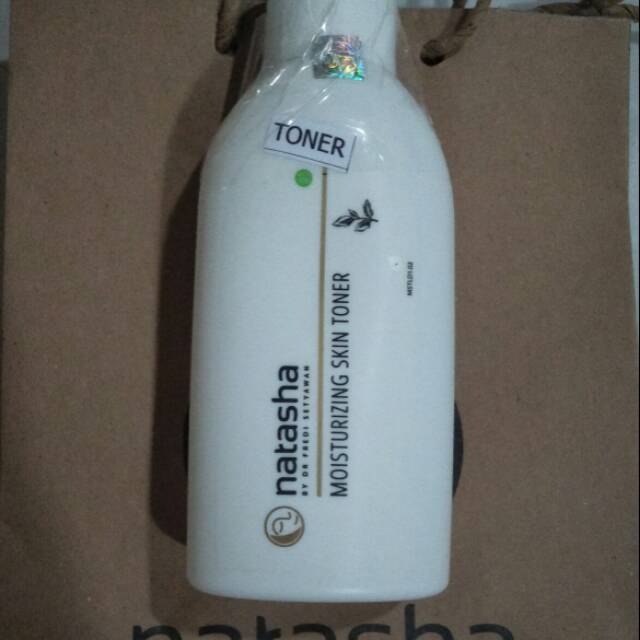 TONER
natasha
BY DR FREDI SETYAWAN
MOISTURIZING SKIN TONER
natasha